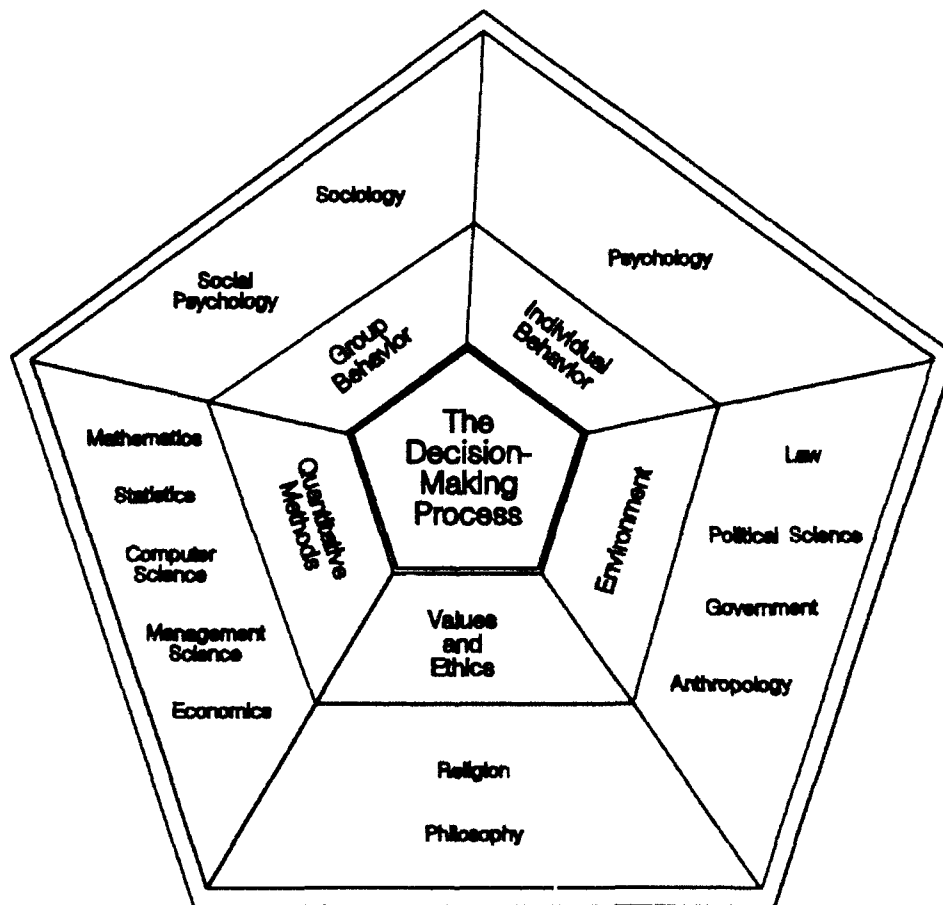 Sociology
Psychology
Social
Psychology
Group
Behavior
Individual
Behavior
The
Decision-
Making
Process
Mathematics
Statistics
Computer
Science
Management
Science
Economics
Quantitative
Methods
Environment
Law
Political Science
Government
Anthropology
Values
and
Ethics
Religion
Philosophy